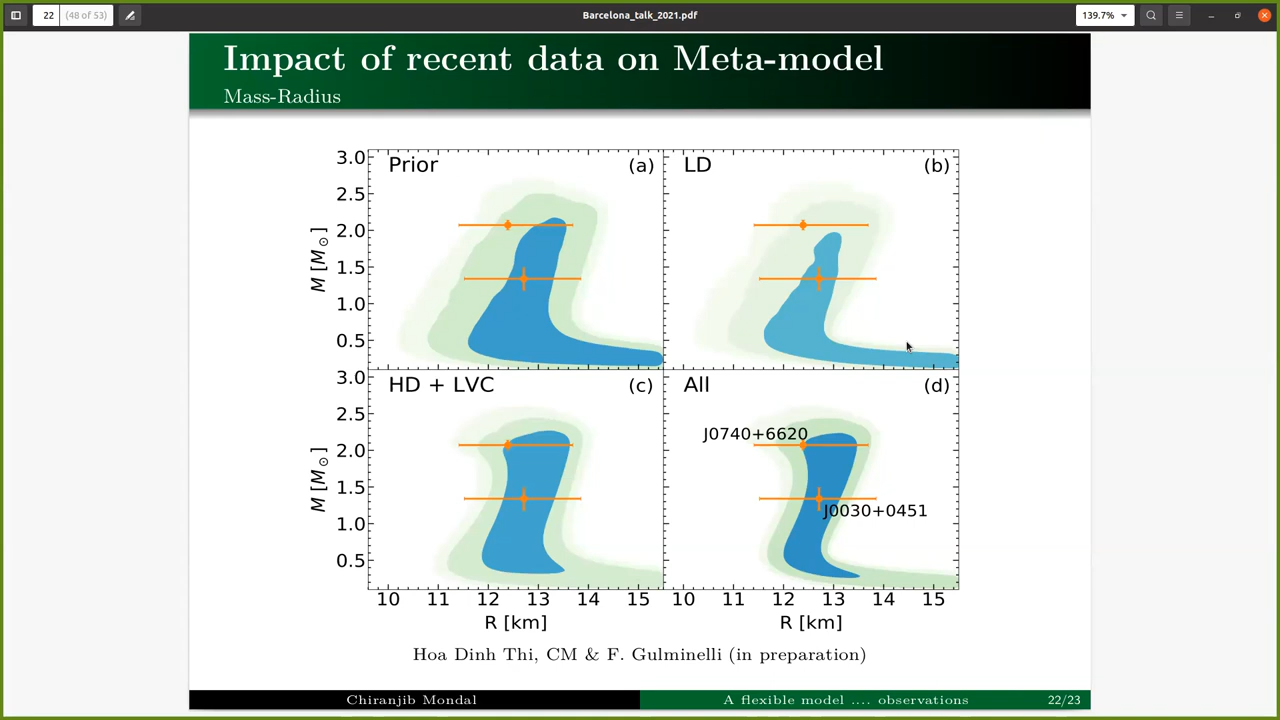 22 (48 of 53)
Barcelona_talk_2021.pdf
139.7%
Impact of recent data on Meta-model
Mass-Radius
Prior (a)
LD (b)
3.0
2.5
2.0
1.5
1.0
0.5
M [M⊙]
HD + LVC (c)
All (d)
J0740+6620
J0030+0451
3.0
2.5
2.0
1.5
1.0
0.5
M [M⊙]
10 11 12 13 14 15
10 11 12 13 14 15
R [km]
R [km]
Hoa Dinh Thi, CM & F. Gulminelli (in preparation)
Chiranjib Mondal
A flexible model .... observations
22/23